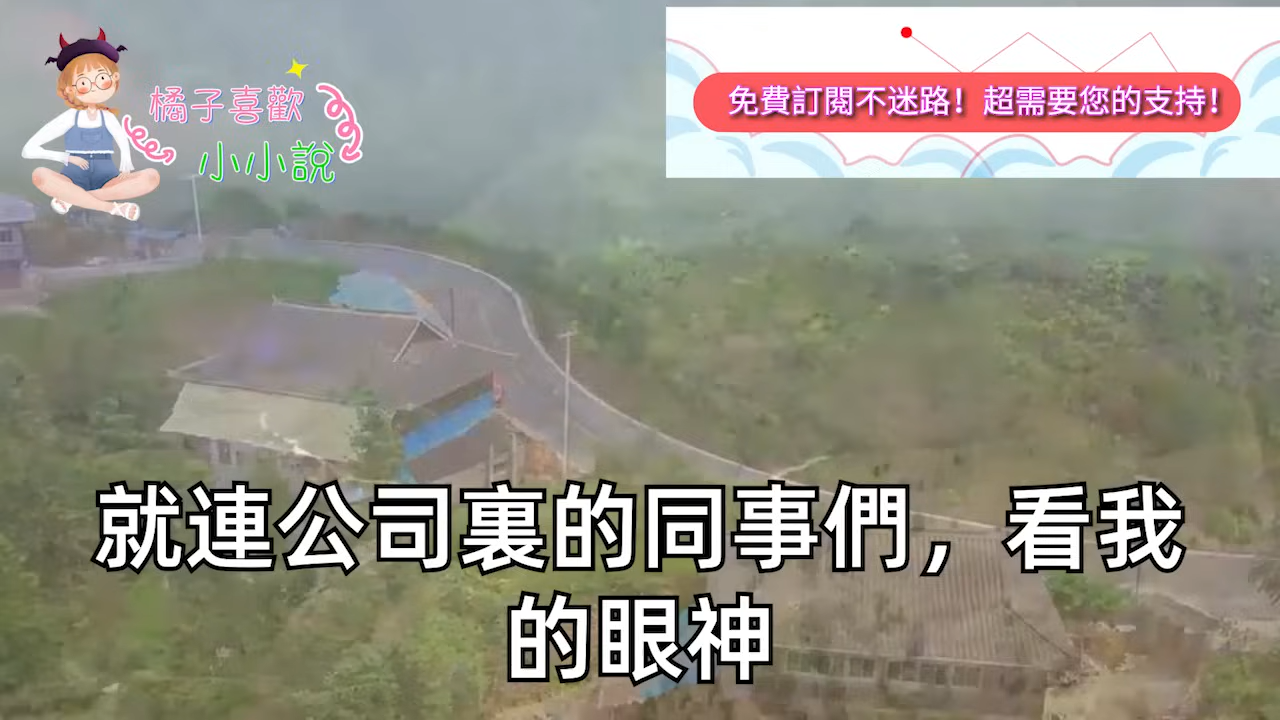 橘子喜歡
小小說
免費訂閱不迷路！超需要您的支持！
就連公司裏的同事們，看我
的眼神